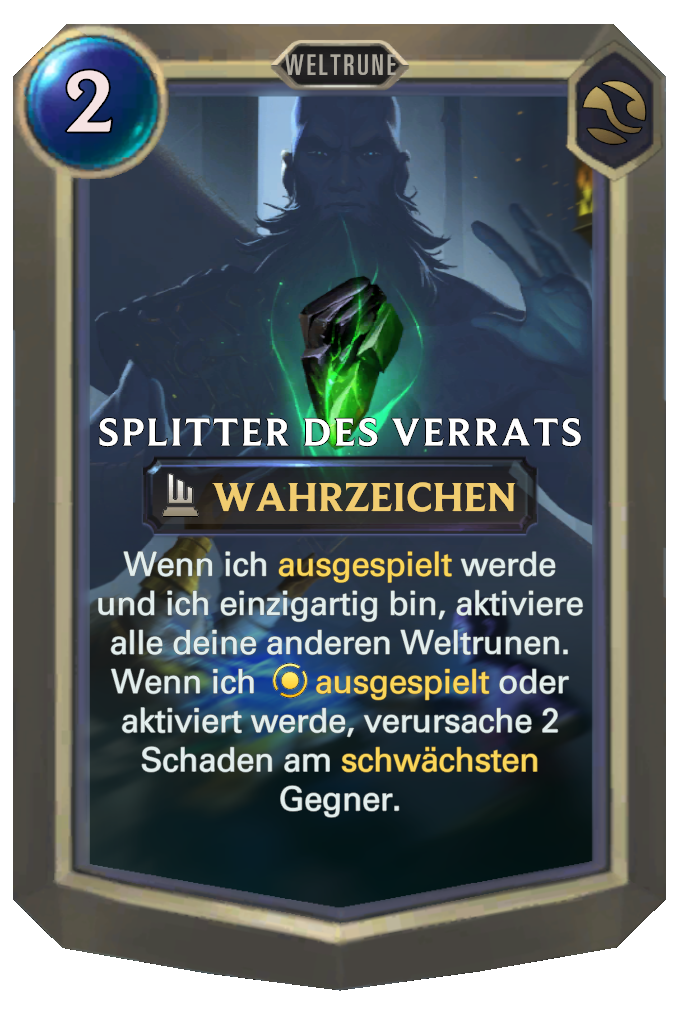 2
WELTRUNE
SPLITTER DES VERRATS
WAHRZEICHEN
Wenn ich ausgespielt werde
und ich einzigartig bin, aktiviere
alle deine anderen Weltrunen.
Wenn ich ausgespielt oder
aktiviert werde, verursache 2
Schaden am schwächsten
Gegner.